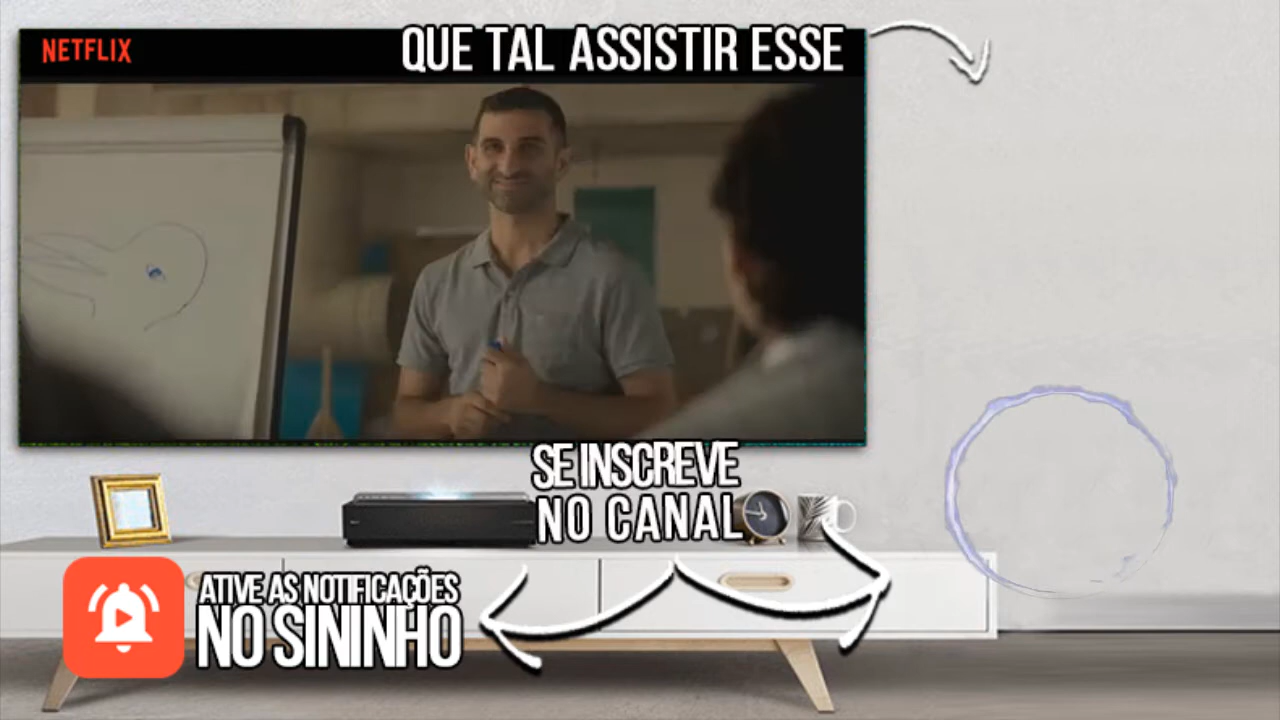 NETFLIX
QUE TAL ASSISTIR ESSE
SE INSCREVE
NO CANAL
ATIVE AS NOTIFICAÇÕES
NO SININHO